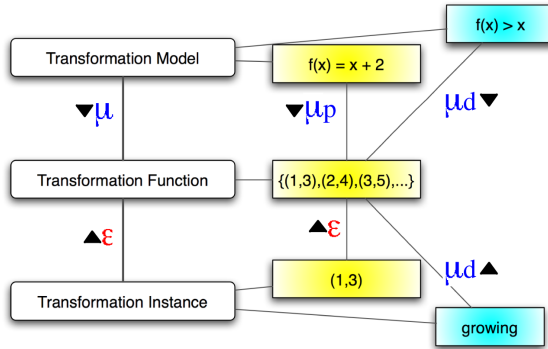 f(x) > x
Transformation Model
f(x) = x + 2
▼μ
▼μp
μd▼
Transformation Function
{(1,3),(2,4),(3,5),...}
▲ε
▲ε
μd▲
(1,3)
Transformation Instance
growing